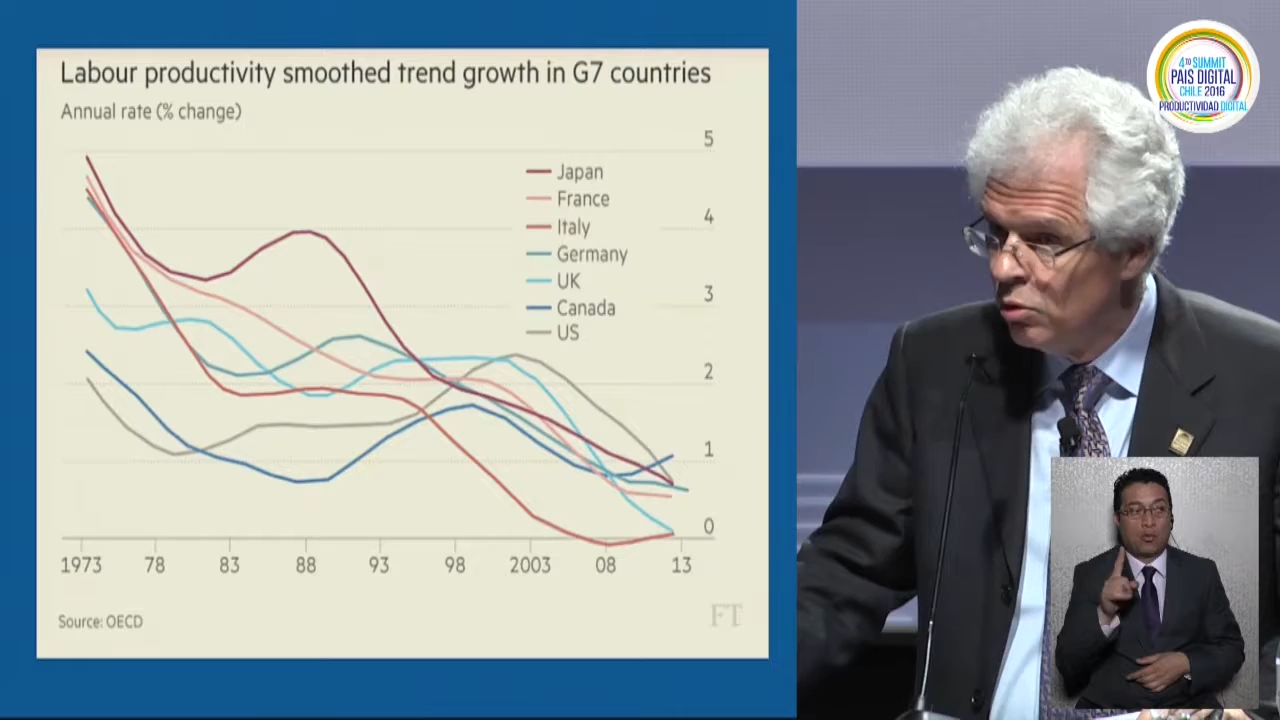 Labour productivity smoothed trend growth in G7 countries
Annual rate (% change)
5
4
3
2
1
0
Japan
France
Italy
Germany
UK
Canada
US
1973 78 83 88 93 98 2003 08 13
Source: OECD
FT
4TO SUMMIT
PAIS DIGITAL
CHILE 2016
PRODUCTIVIDAD DIGITAL